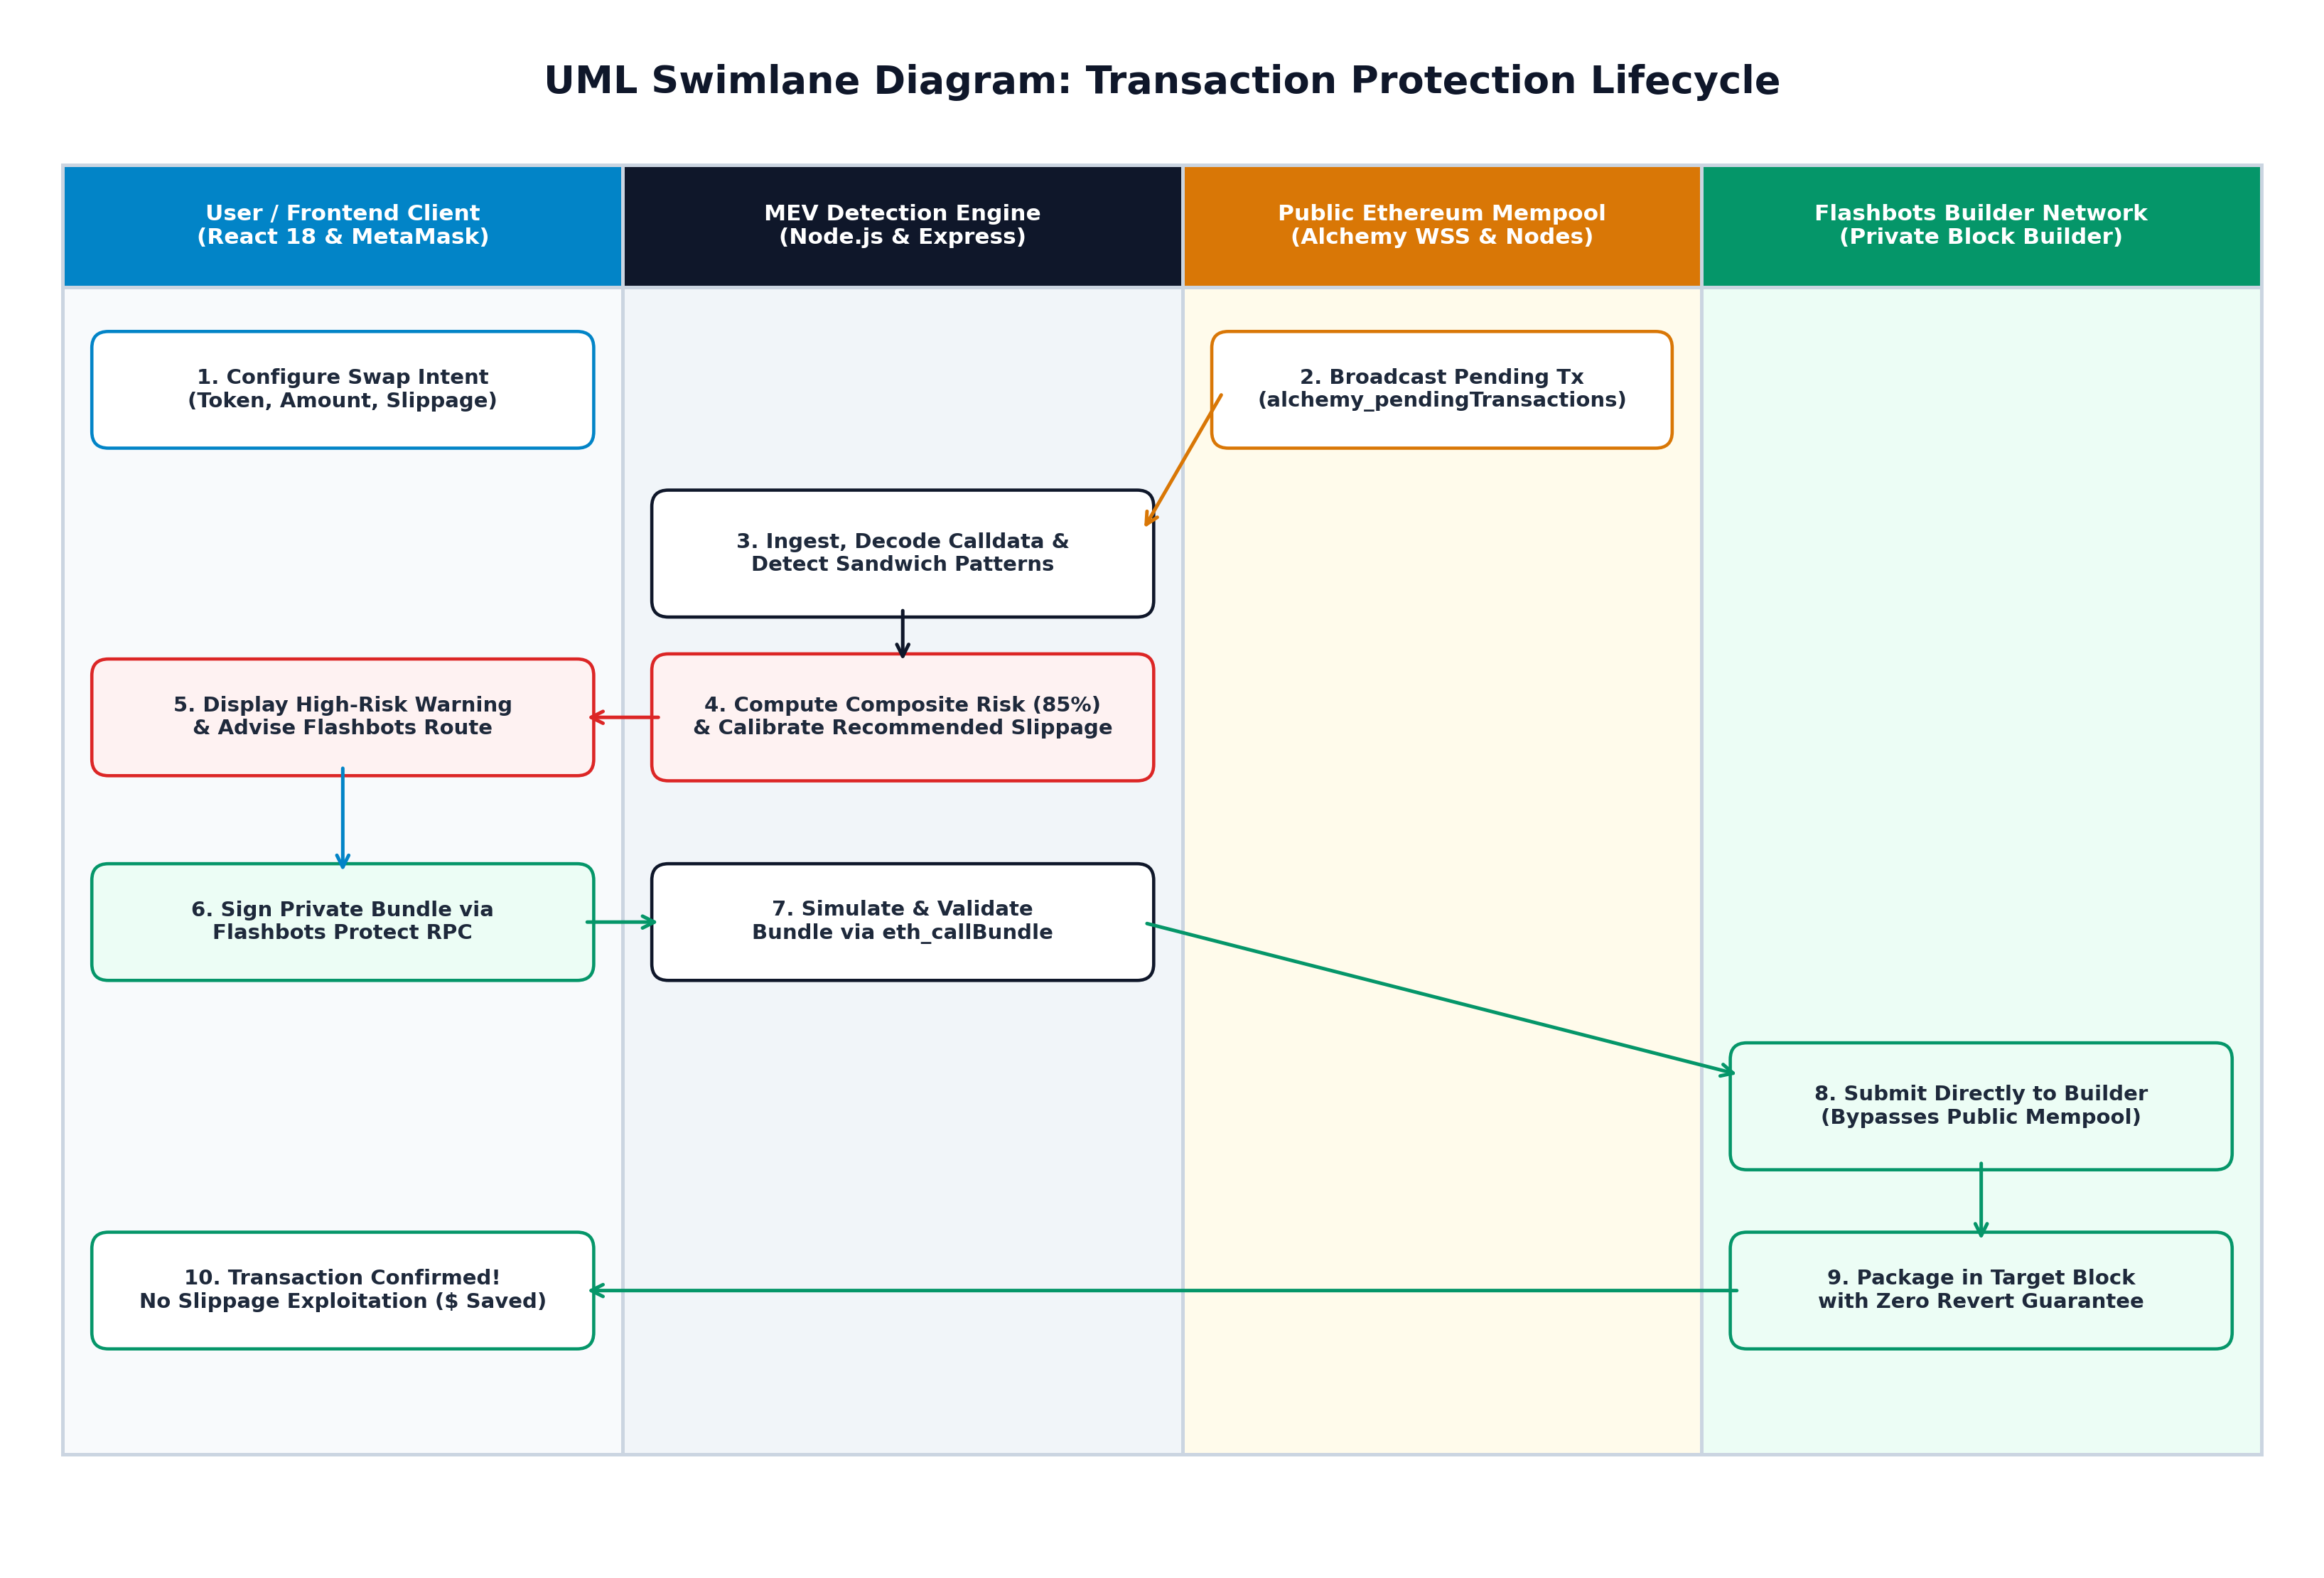 UML Swimlane Diagram: Transaction Protection Lifecycle
User / Frontend Client
(React 18 & MetaMask)
MEV Detection Engine
(Node.js & Express)
Public Ethereum Mempool
(Alchemy WSS & Nodes)
Flashbots Builder Network
(Private Block Builder)
1. Configure Swap Intent
(Token, Amount, Slippage)
2. Broadcast Pending Tx
(alchemy_pendingTransactions)
3. Ingest, Decode Calldata &
Detect Sandwich Patterns
4. Compute Composite Risk (85%)
& Calibrate Recommended Slippage
5. Display High-Risk Warning
& Advise Flashbots Route
6. Sign Private Bundle via
Flashbots Protect RPC
7. Simulate & Validate
Bundle via eth_callBundle
8. Submit Directly to Builder
(Bypasses Public Mempool)
9. Package in Target Block
with Zero Revert Guarantee
10. Transaction Confirmed!
No Slippage Exploitation ($ Saved)